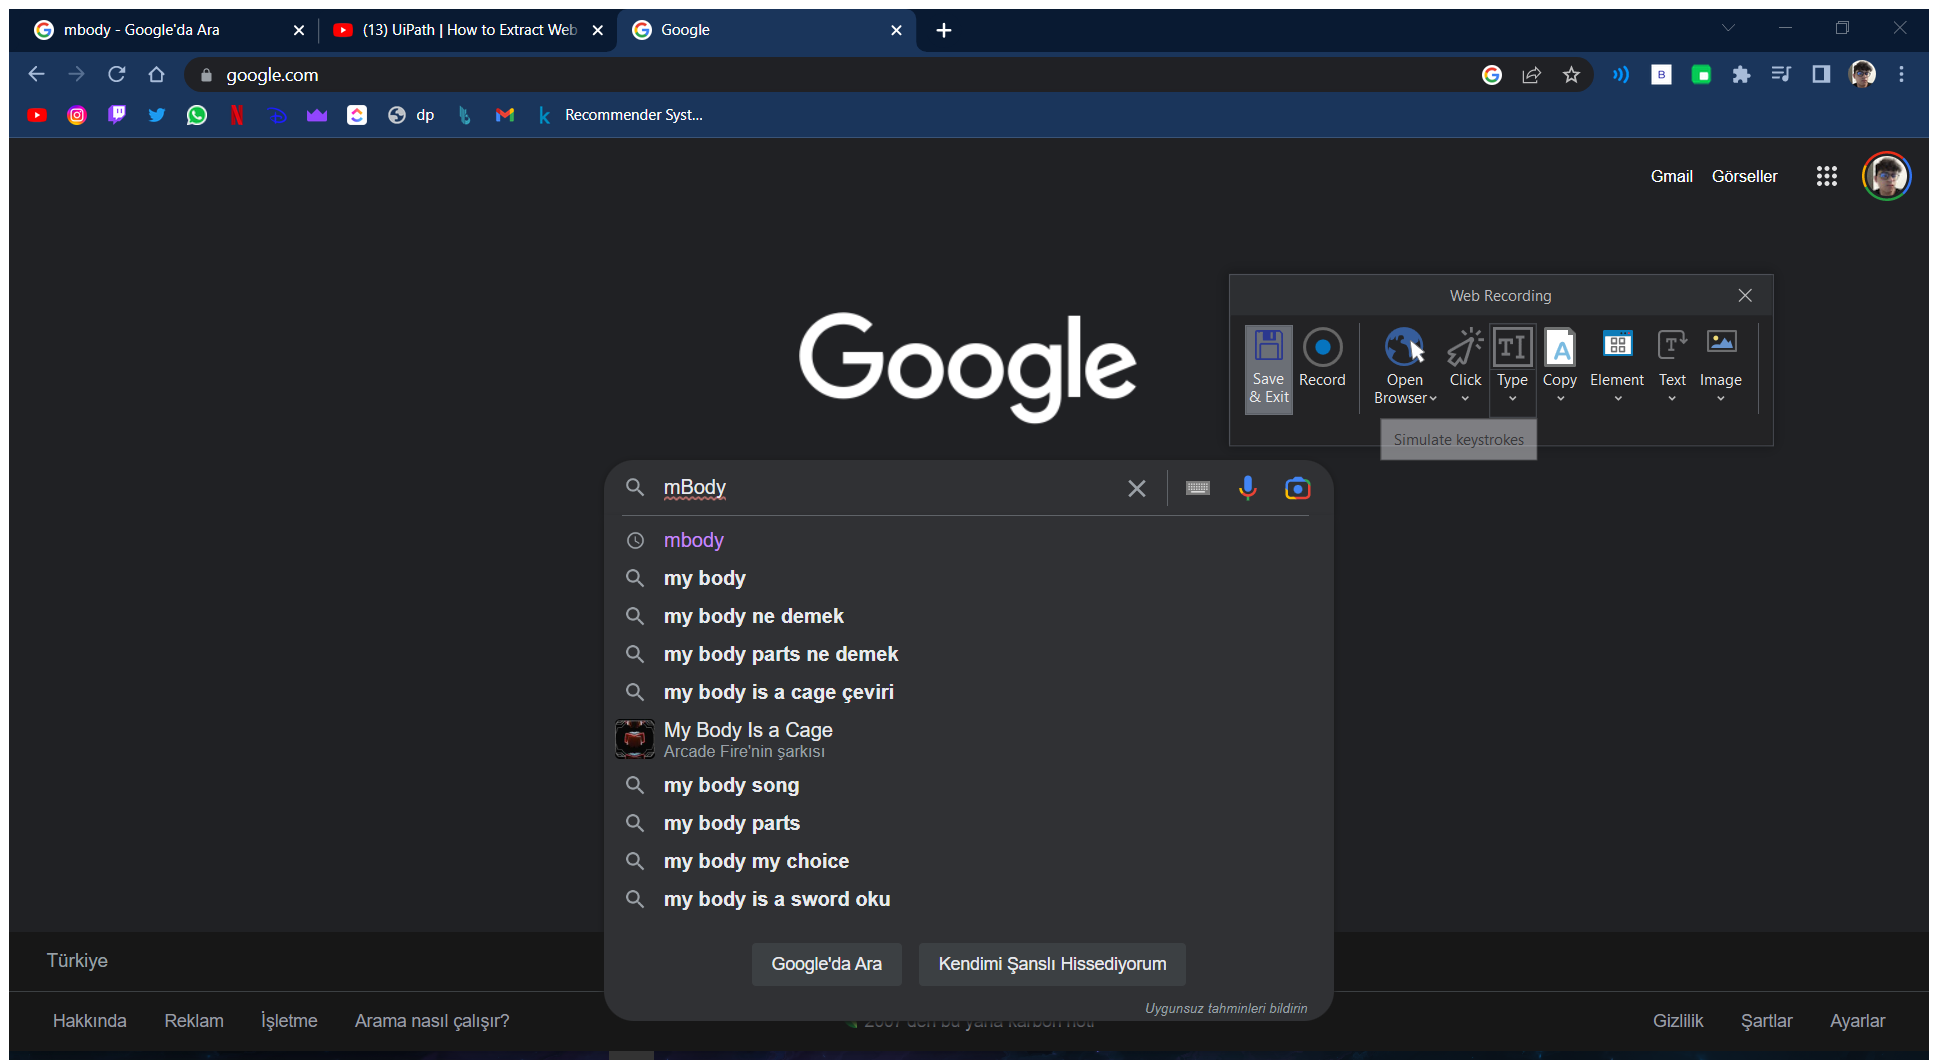 mbody - Google'da Ara
(13) UiPath | How to Extract Web
Google
google.com
dp
Recommender Syst...
Gmail Görseller
Google
Web Recording
Save & Exit
Record
Open Browser
Click
Type
Copy
Element
Text
Image
Simulate keystrokes
mBody
mbody
my body
my body ne demek
my body parts ne demek
my body is a cage çeviri
My Body Is a Cage
Arcade Fire'nin şarkısı
my body song
my body parts
my body my choice
my body is a sword oku
Google'da Ara Kendimi Şanslı Hissediyorum
Uygunsuz tahminleri bildirin
Türkiye
Hakkında Reklam İşletme Arama nasıl çalışır?
Gizlilik Şartlar Ayarlar